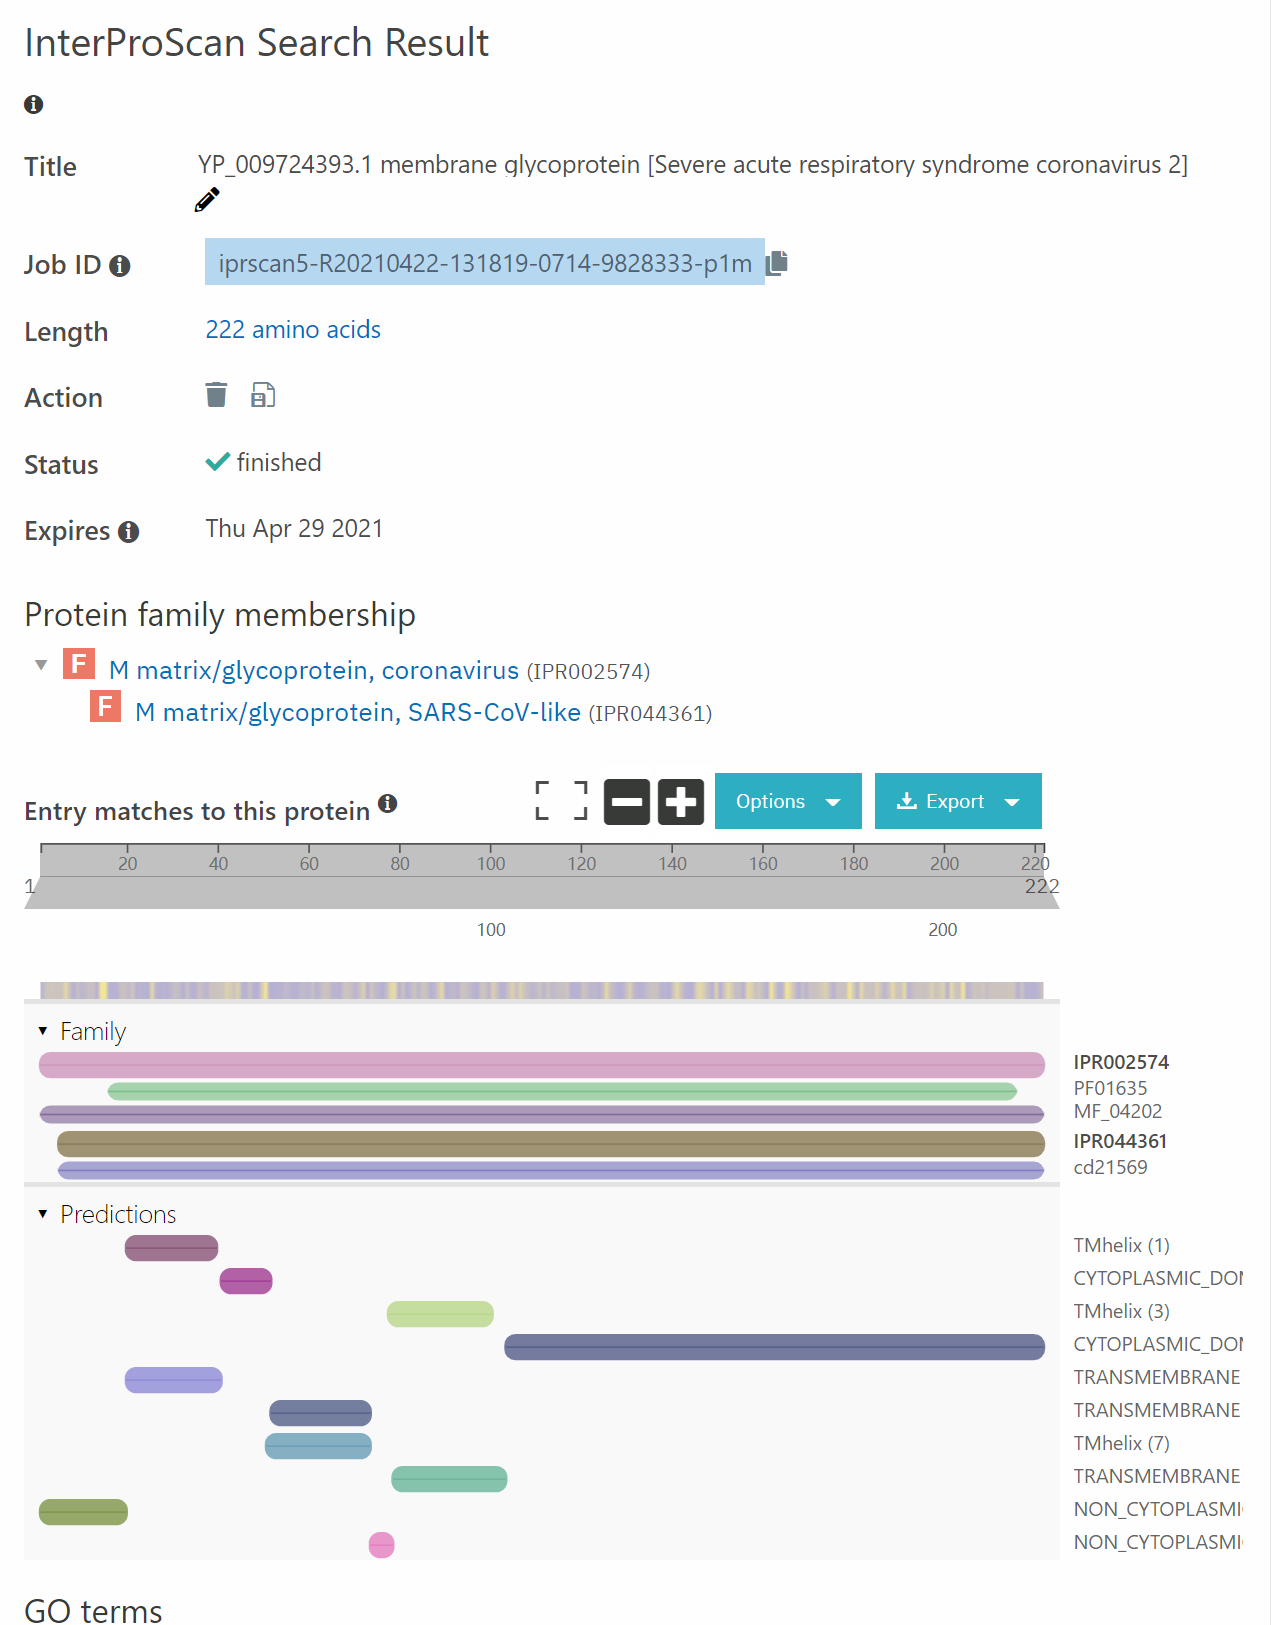 InterProScan Search Result
Title YP_009724393.1 membrane glycoprotein [Severe acute respiratory syndrome coronavirus 2]
Job ID iprscan5-R20210422-131819-0714-9828333-p1m
Length 222 amino acids
Action
Status finished
Expires Thu Apr 29 2021
Protein family membership
F M matrix/glycoprotein, coronavirus (IPR002574)
F M matrix/glycoprotein, SARS-CoV-like (IPR044361)
Entry matches to this protein Options Export
20 40 60 80 100 120 140 160 180 200 220
1 222
100 200
Family
IPR002574
PF01635
MF_04202
IPR044361
cd21569
Predictions
TMhelix (1)
CYTOPLASMIC_DOM
TMhelix (3)
CYTOPLASMIC_DOM
TRANSMEMBRANE
TRANSMEMBRANE
TMhelix (7)
TRANSMEMBRANE
NON_CYTOPLASMI
NON_CYTOPLASMI
GO terms